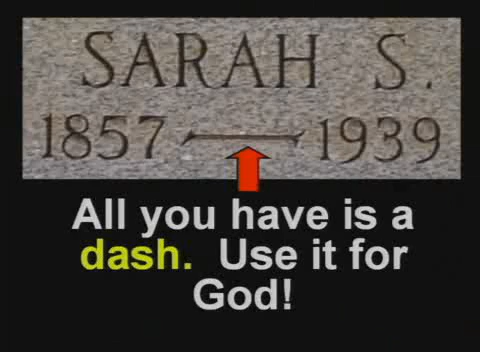 SARAH S.
1857 — 1939
All you have is a
dash. Use it for
God!